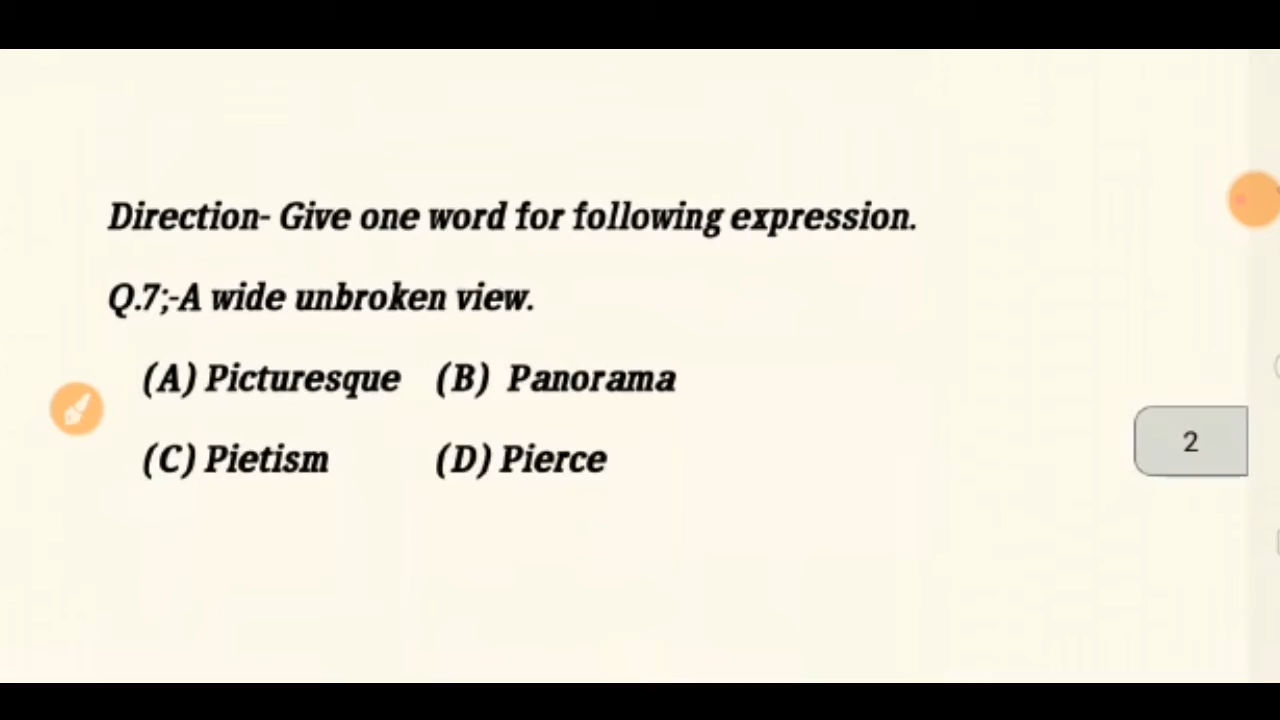 Direction- Give one word for following expression.
Q.7;-A wide unbroken view.
(A) Picturesque (B) Panorama
(C) Pietism (D) Pierce
2